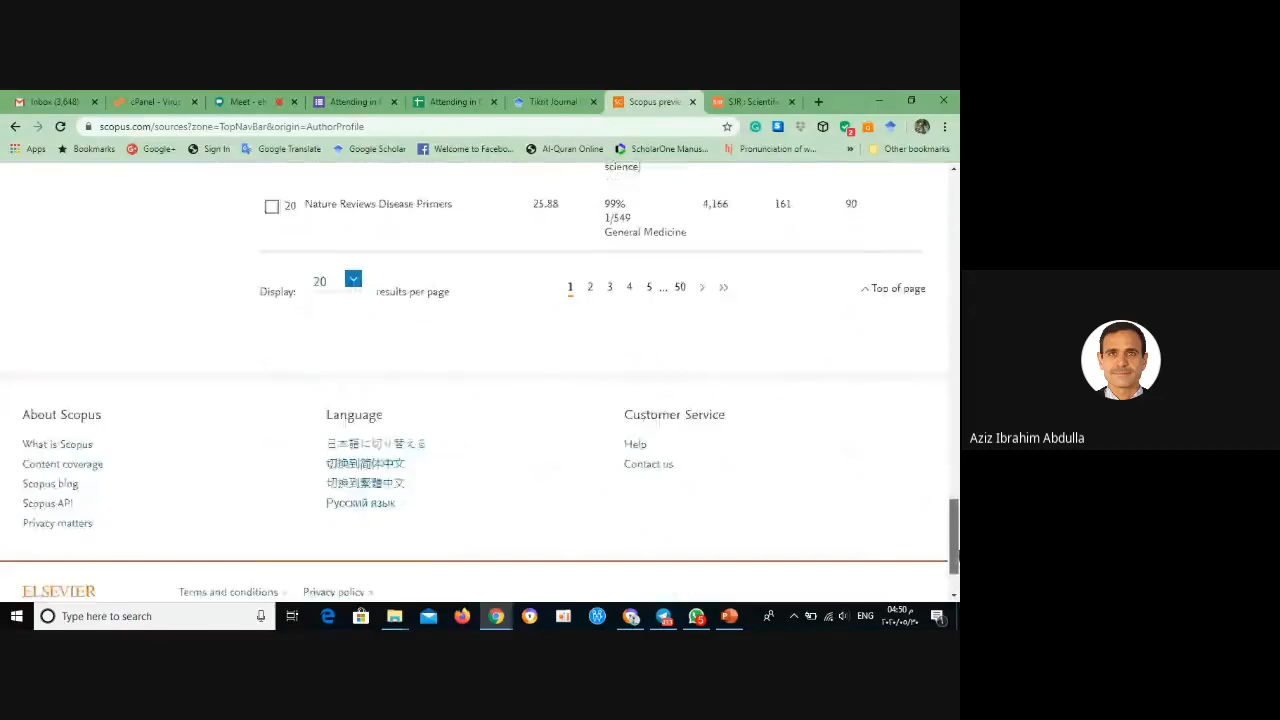 Inbox (3,648)
cPanel - Virus
Meet - eh
Attending in
Attending in
Tikrit Journal
Scopus previe
SJR : Scientifi
scopus.com/sources?zone=TopNavBar&origin=AuthorProfile
Apps
Bookmarks
Google+
Sign In
Google Translate
Google Scholar
Welcome to Facebo...
Al-Quran Online
ScholarOne Manus...
Pronunciation of w...
»
Other bookmarks
science)
20 Nature Reviews Disease Primers 25.88 99% 4,166 161 90
1/549
General Medicine
Display: 20 results per page
1 2 3 4 5 ... 50 > >>
Top of page
About Scopus
What is Scopus
Content coverage
Scopus blog
Scopus API
Privacy matters
Language
日本語に切り替える
切换到简体中文
切換到繁體中文
Русский язык
Customer Service
Help
Contact us
ELSEVIER
Terms and conditions
Privacy policy
Type here to search
ENG
04:50 م
Aziz Ibrahim Abdulla